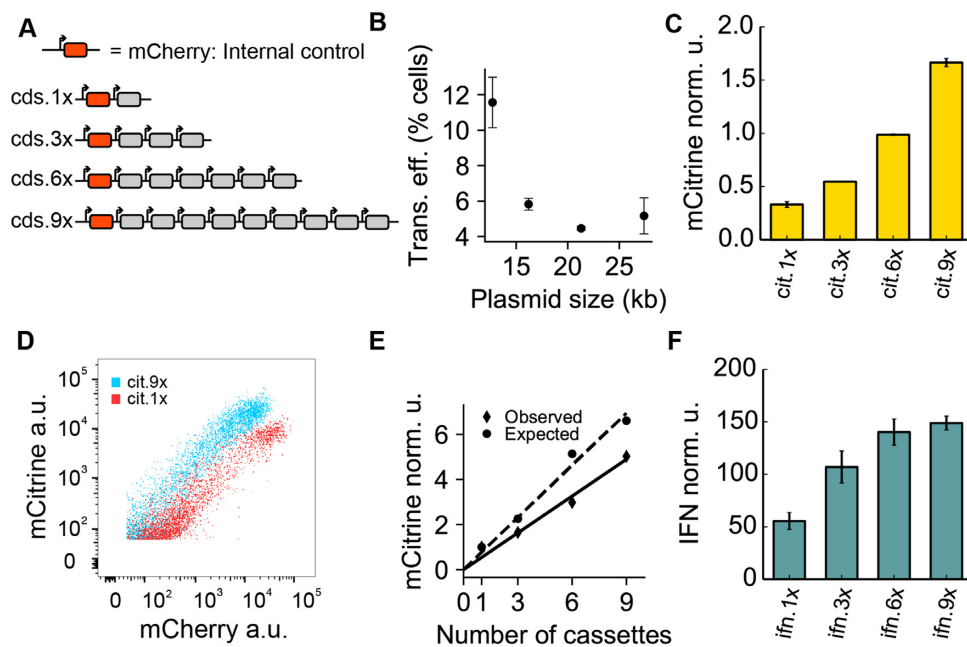 A
= mCherry: Internal control
cds.1x
cds.3x
cds.6x
cds.9x
B
Trans. eff. (% cells)
12
10
8
6
4
15
20
25
Plasmid size (kb)
C
mCitrine norm. u.
2.0
1.5
1.0
0.5
0.0
cit.1x
cit.3x
cit.6x
cit.9x
D
cit.9x
cit.1x
mCitrine a.u.
10⁵
10⁴
10³
10²
0
0
10²
10³
10⁴
10⁵
mCherry a.u.
E
Observed
Expected
mCitrine norm. u.
6
4
2
0
0 1 3 6 9
Number of cassettes
F
IFN norm. u.
200
150
100
50
0
ifn.1x
ifn.3x
ifn.6x
ifn.9x